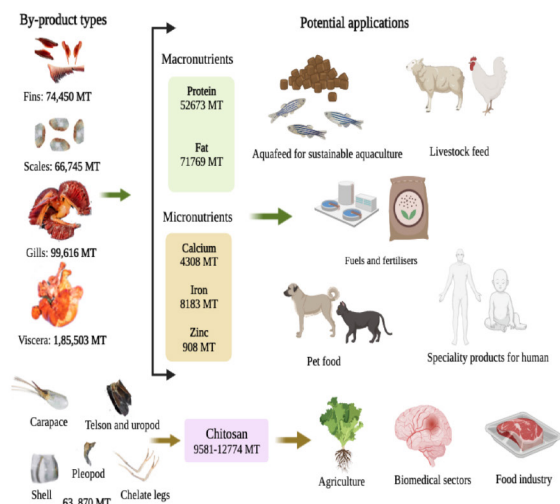 By-product types
Potential applications
Macronutrients
Fins: 74,450 MT
Protein
52673 MT
Fat
71769 MT
Scales: 66,745 MT
Aquafeed for sustainable aquaculture
Livestock feed
Micronutrients
Gills: 99,616 MT
Calcium
4308 MT
Iron
8183 MT
Zinc
908 MT
Fuels and fertilisers
Viscera: 1,85,503 MT
Pet food
Speciality products for human
Carapace
Telson and uropod
Chitosan
9581-12774 MT
Pleopod
Shell
63, 870 MT
Chelate legs
Agriculture
Biomedical sectors
Food industry